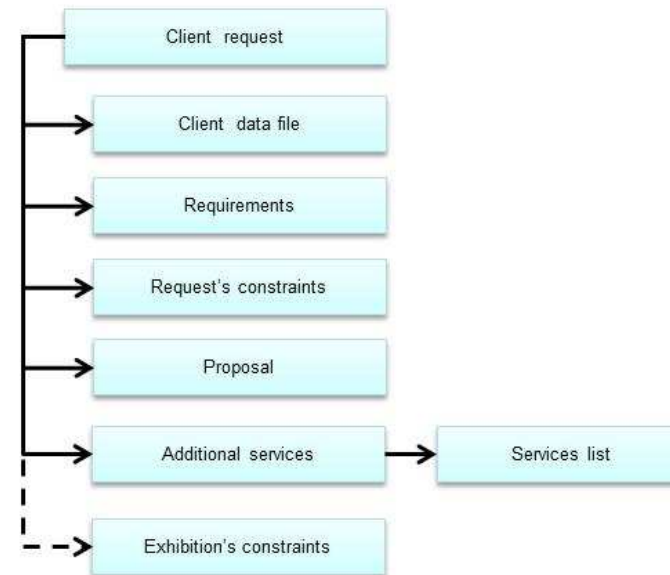 Client request
Client data file
Requirements
Request's constraints
Proposal
Additional services
Services list
Exhibition's constraints